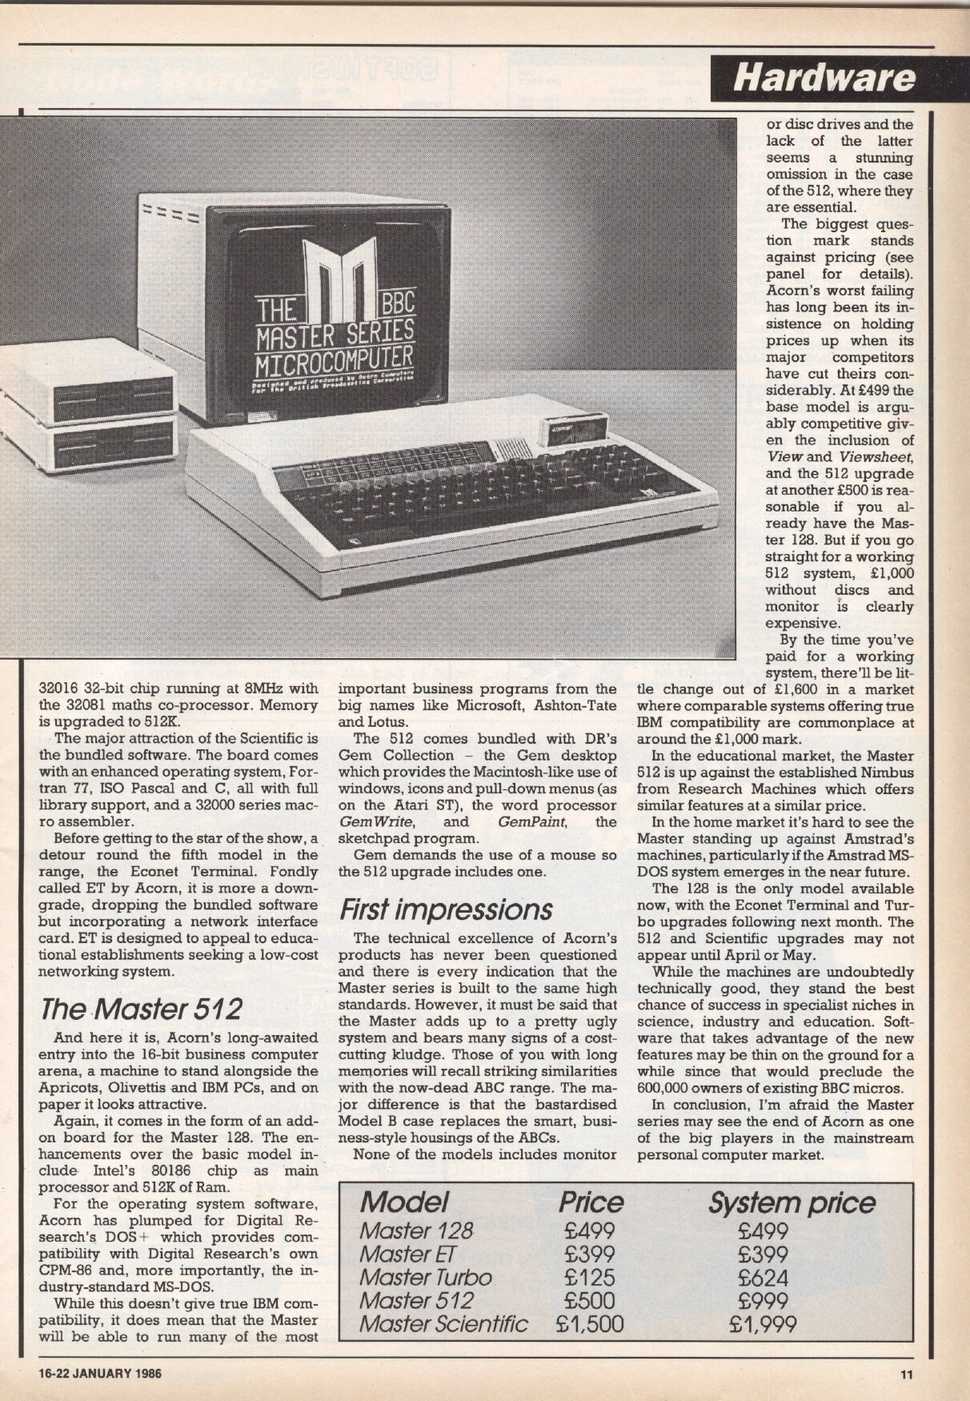 Hardware
THE BBC
MASTER SERIES
MICROCOMPUTER
Designed and produced by Acorn Computers
For The British Broadcasting Corporation
32016 32-bit chip running at 8MHz with
the 32081 maths co-processor. Memory
is upgraded to 512K.
The major attraction of the Scientific is
the bundled software. The board comes
with an enhanced operating system, For-
tran 77, ISO Pascal and C, all with full
library support, and a 32000 series mac-
ro assembler.
Before getting to the star of the show, a
detour round the fifth model in the
range, the Econet Terminal. Fondly
called ET by Acorn, it is more a down-
grade, dropping the bundled software
but incorporating a network interface
card. ET is designed to appeal to educa-
tional establishments seeking a low-cost
networking system.
The Master 512
And here it is, Acorn's long-awaited
entry into the 16-bit business computer
arena, a machine to stand alongside the
Apricots, Olivettis and IBM PCs, and on
paper it looks attractive.
Again, it comes in the form of an add-
on board for the Master 128. The en-
hancements over the basic model in-
clude Intel's 80186 chip as main
processor and 512K of Ram.
For the operating system software,
Acorn has plumped for Digital Re-
search's DOS+ which provides com-
patibility with Digital Research's own
CPM-86 and, more importantly, the in-
dustry-standard MS-DOS.
While this doesn't give true IBM com-
patibility, it does mean that the Master
will be able to run many of the most
important business programs from the
big names like Microsoft, Ashton-Tate
and Lotus.
The 512 comes bundled with DR's
Gem Collection – the Gem desktop
which provides the Macintosh-like use of
windows, icons and pull-down menus (as
on the Atari ST), the word processor
GemWrite, and GemPaint, the
sketchpad program.
Gem demands the use of a mouse so
the 512 upgrade includes one.
First impressions
The technical excellence of Acorn's
products has never been questioned
and there is every indication that the
Master series is built to the same high
standards. However, it must be said that
the Master adds up to a pretty ugly
system and bears many signs of a cost-
cutting kludge. Those of you with long
memories will recall striking similarities
with the now-dead ABC range. The ma-
jor difference is that the bastardised
Model B case replaces the smart, busi-
ness-style housings of the ABCs.
None of the models includes monitor
or disc drives and the
lack of the latter
seems a stunning
omission in the case
of the 512, where they
are essential.
The biggest ques-
tion mark stands
against pricing (see
panel for details).
Acorn's worst failing
has long been its in-
sistence on holding
prices up when its
major competitors
have cut theirs con-
siderably. At £499 the
base model is argu-
ably competitive giv-
en the inclusion of
View and Viewsheet,
and the 512 upgrade
at another £500 is rea-
sonable if you al-
ready have the Mas-
ter 128. But if you go
straight for a working
512 system, £1,000
without discs and
monitor is clearly
expensive.
By the time you've
paid for a working
system, there'll be lit-
tle change out of £1,600 in a market
where comparable systems offering true
IBM compatibility are commonplace at
around the £1,000 mark.
In the educational market, the Master
512 is up against the established Nimbus
from Research Machines which offers
similar features at a similar price.
In the home market it's hard to see the
Master standing up against Amstrad's
machines, particularly if the Amstrad MS-
DOS system emerges in the near future.
The 128 is the only model available
now, with the Econet Terminal and Tur-
bo upgrades following next month. The
512 and Scientific upgrades may not
appear until April or May.
While the machines are undoubtedly
technically good, they stand the best
chance of success in specialist niches in
science, industry and education. Soft-
ware that takes advantage of the new
features may be thin on the ground for a
while since that would preclude the
600,000 owners of existing BBC micros.
In conclusion, I'm afraid the Master
series may see the end of Acorn as one
of the big players in the mainstream
personal computer market.
Model Price System price
Master 128 £499 £499
Master ET £399 £399
Master Turbo £125 £624
Master 512 £500 £999
Master Scientific £1,500 £1,999
16-22 JANUARY 1986 11